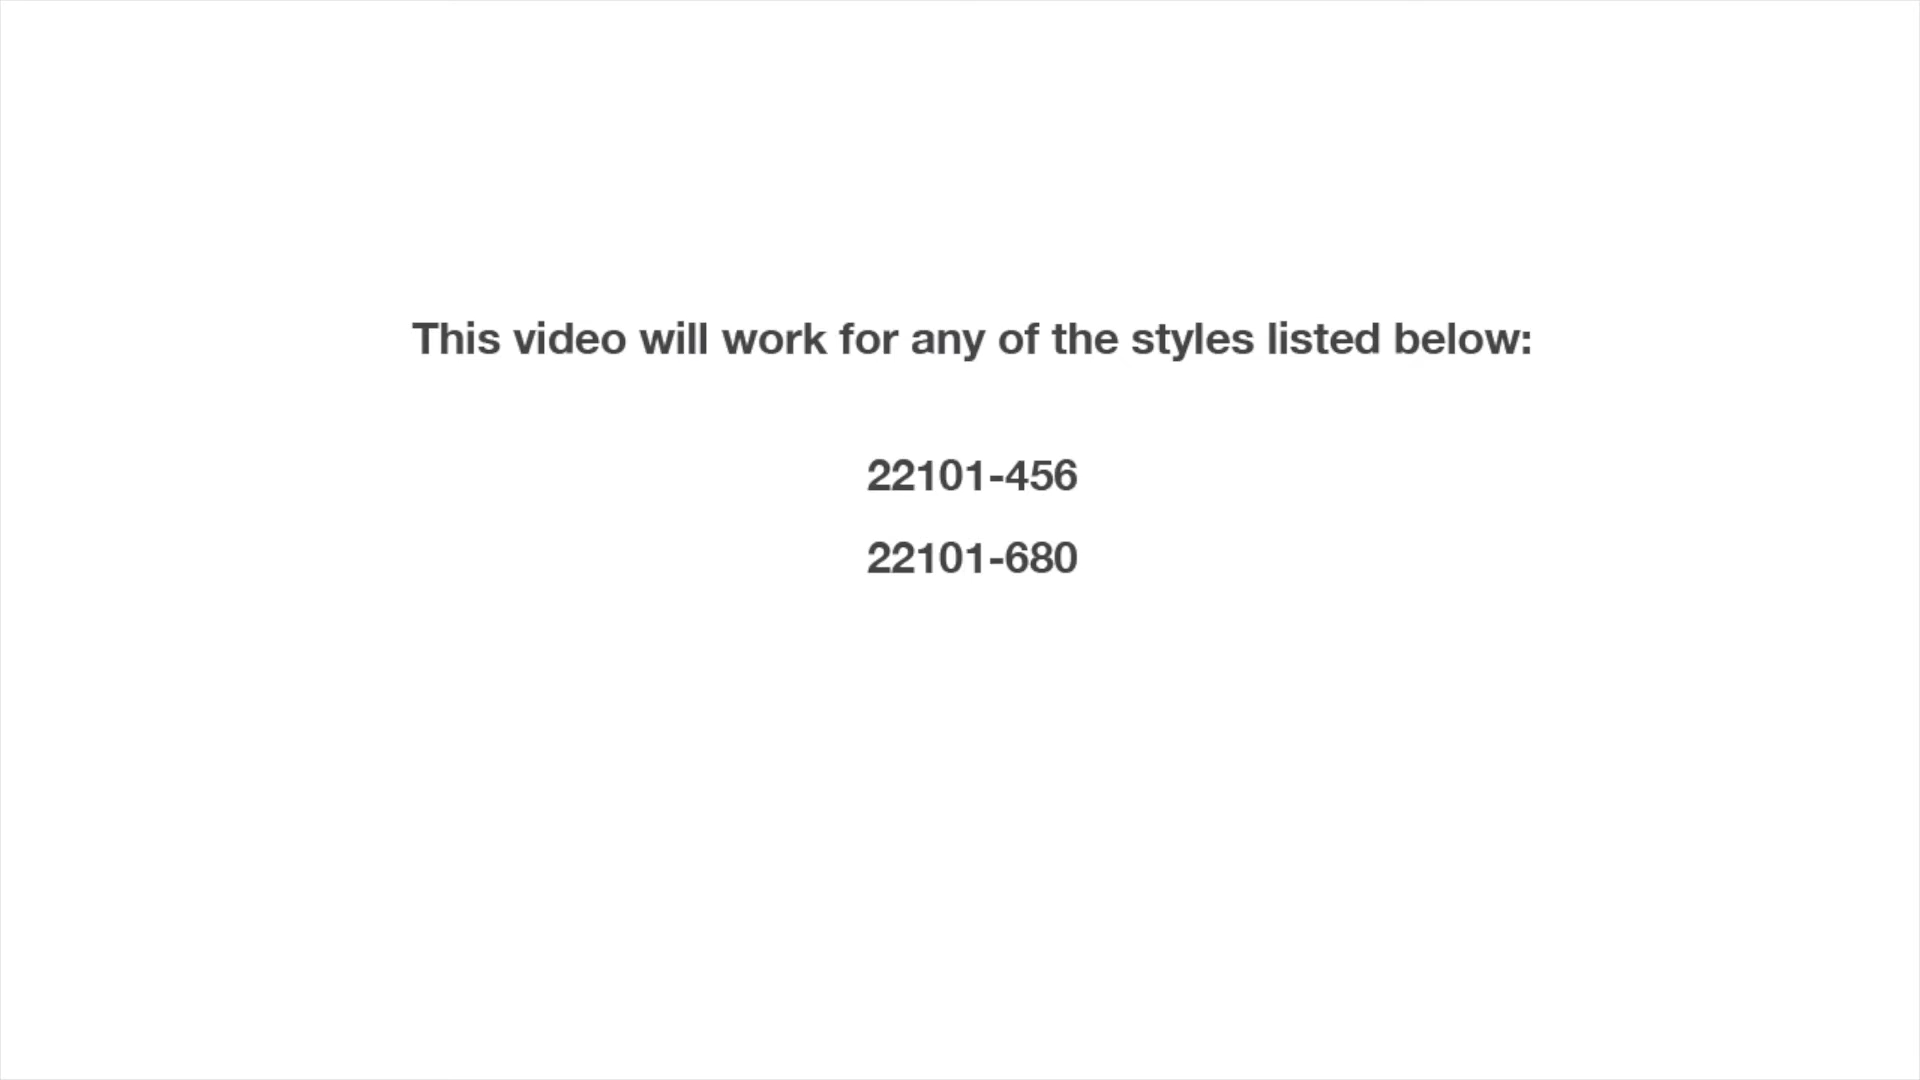 This video will work for any of the styles listed below:
22101-456
22101-680